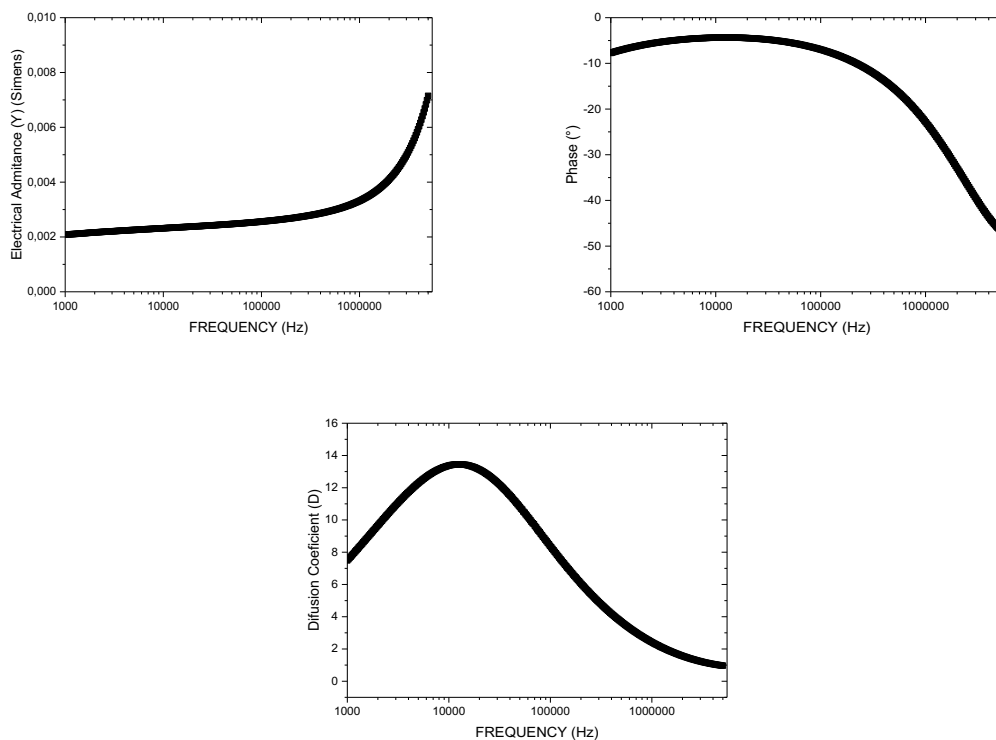 0,010
0,008
0,006
0,004
0,002
0,000
Electrical Admitance (Y) (Simens)
1000 10000 100000 1000000
FREQUENCY (Hz)
0
-10
-20
-30
-40
-50
-60
Phase (°)
1000 10000 100000 1000000
FREQUENCY (Hz)
16
14
12
10
8
6
4
2
0
Difusion Coeficient (D)
1000 10000 100000 1000000
FREQUENCY (Hz)